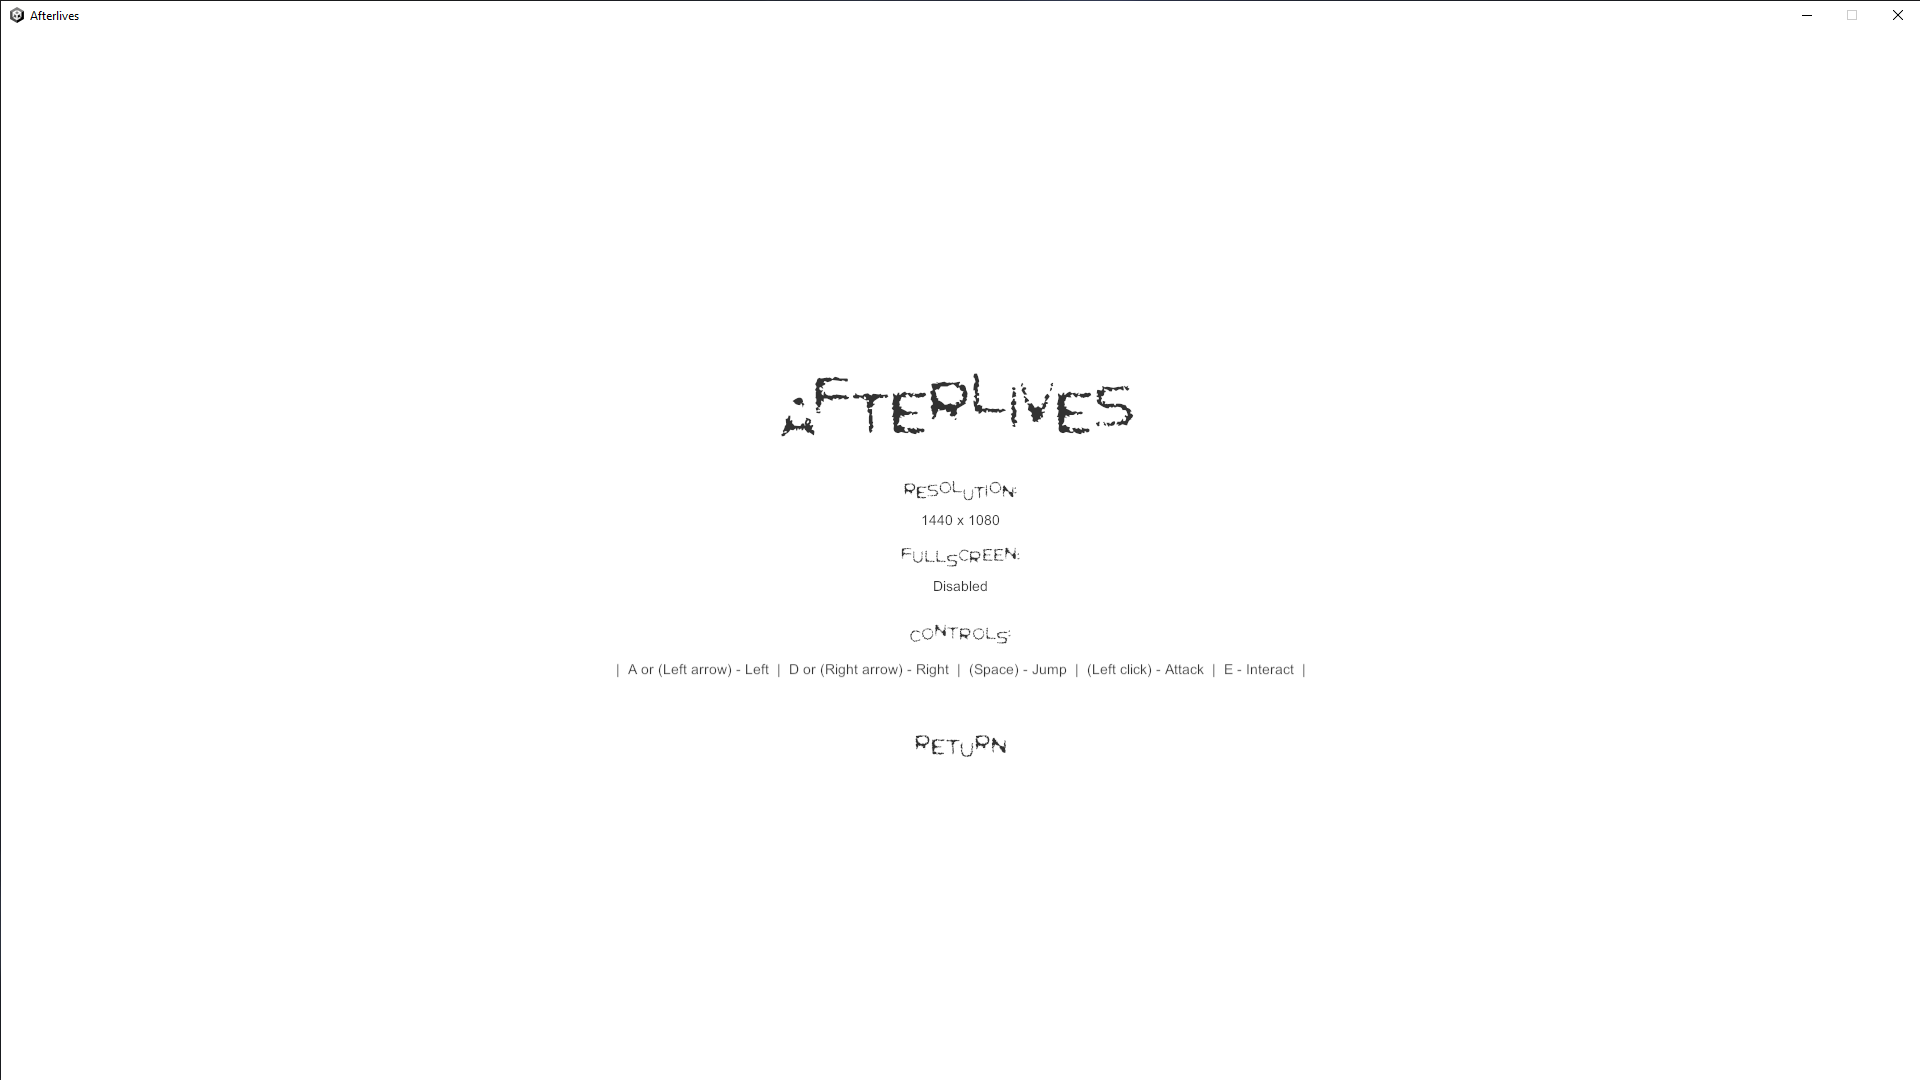 Afterlives
AFTERLIVES
RESOLUTION:
1440 x 1080
FULLSCREEN:
Disabled
CONTROLS:
| A or (Left arrow) - Left | D or (Right arrow) - Right | (Space) - Jump | (Left click) - Attack | E - Interact |
RETURN